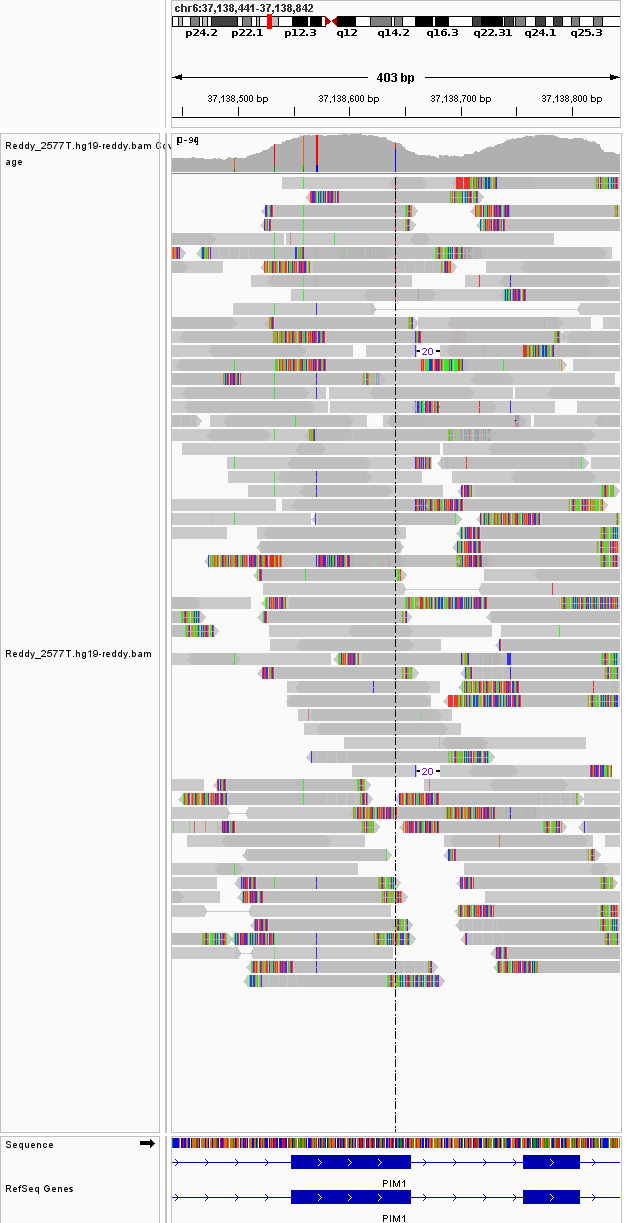 chr6:37,138,441-37,138,842
p24.2 p22.1 p12.3 q12 q14.2 q16.3 q22.31 q24.1 q25.3
403 bp
37,138,500 bp 37,138,600 bp 37,138,700 bp 37,138,800 bp
Reddy_2577T.hg19-reddy.bam Cov
age
[0-94]
20
Reddy_2577T.hg19-reddy.bam
20
Sequence
PIM1
RefSeq Genes
PIM1